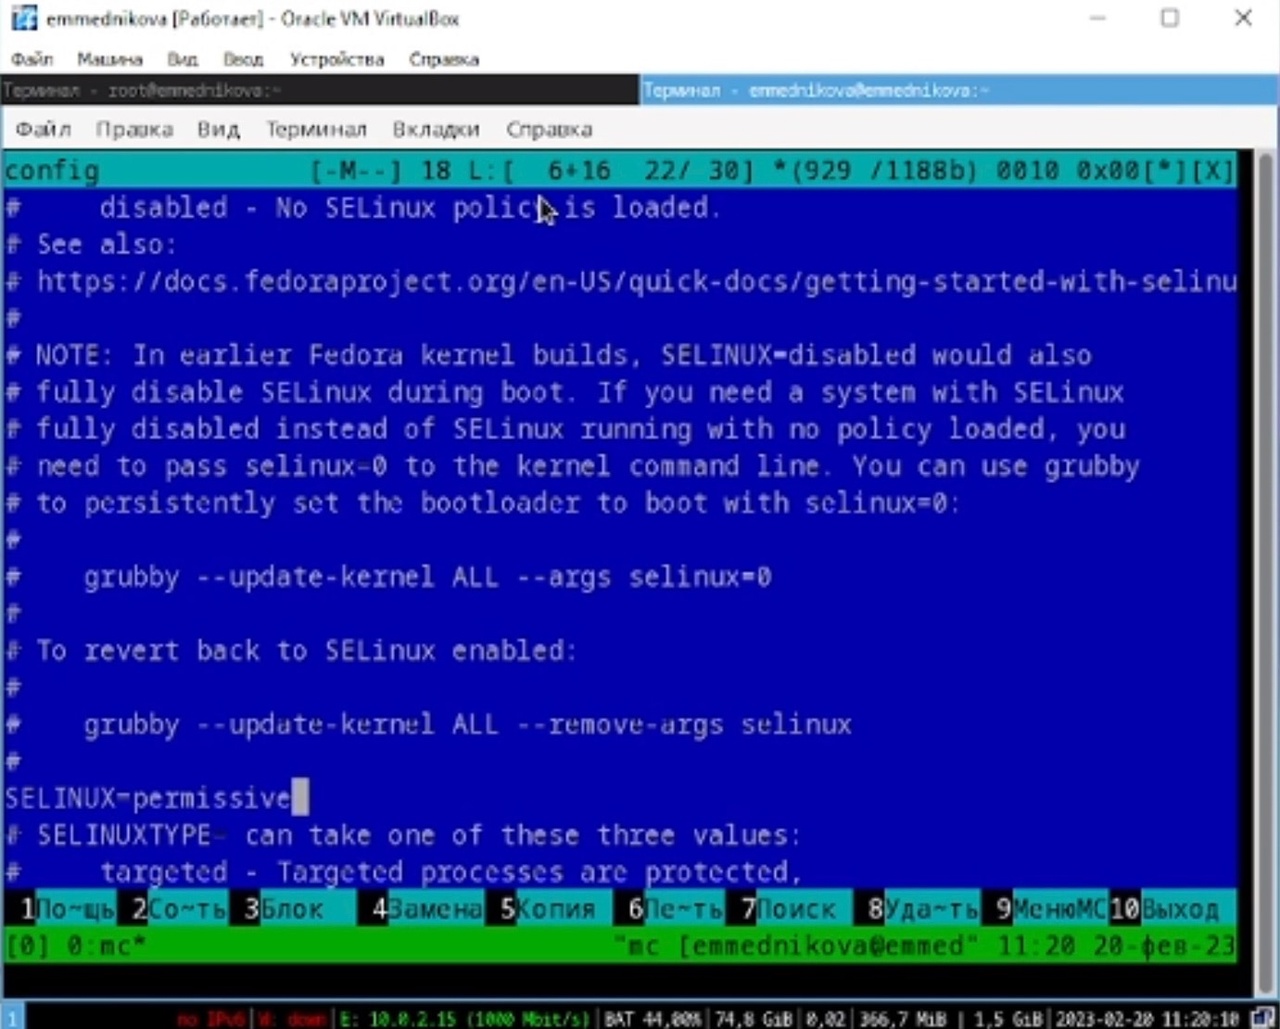 emmednikova [Работает] - Oracle VM VirtualBox
Файл Машина Вид Ввод Устройства Справка
Терминал - root@emmednikova:~
Терминал - emmednikova@emmednikova:~
Файл Правка Вид Терминал Вкладки Справка
config [-M--] 18 L:[ 6+16 22/ 30] *(929 /1188b) 0010 0x00[*][X]
# disabled - No SELinux policy is loaded.
# See also:
# https://docs.fedoraproject.org/en-US/quick-docs/getting-started-with-selinu
#
# NOTE: In earlier Fedora kernel builds, SELINUX=disabled would also
# fully disable SELinux during boot. If you need a system with SELinux
# fully disabled instead of SELinux running with no policy loaded, you
# need to pass selinux=0 to the kernel command line. You can use grubby
# to persistently set the bootloader to boot with selinux=0:
#
# grubby --update-kernel ALL --args selinux=0
#
# To revert back to SELinux enabled:
#
# grubby --update-kernel ALL --remove-args selinux
#
SELINUX=permissive
# SELINUXTYPE= can take one of these three values:
# targeted - Targeted processes are protected,
1По~щь 2Со~ть 3Блок 4Замена 5Копия 6Пе~ть 7Поиск 8Уда~ть 9МенюМС 10Выход
[0] 0:mc* "mc [emmednikova@emmed" 11:20 20-фев-23
1 no IPv6 | W: down | E: 10.0.2.15 (1000 Mbit/s) | BAT 44,00% | 74,8 GiB | 0,02 | 366,7 MiB | 1,5 GiB | 2023-02-20 11:20:10